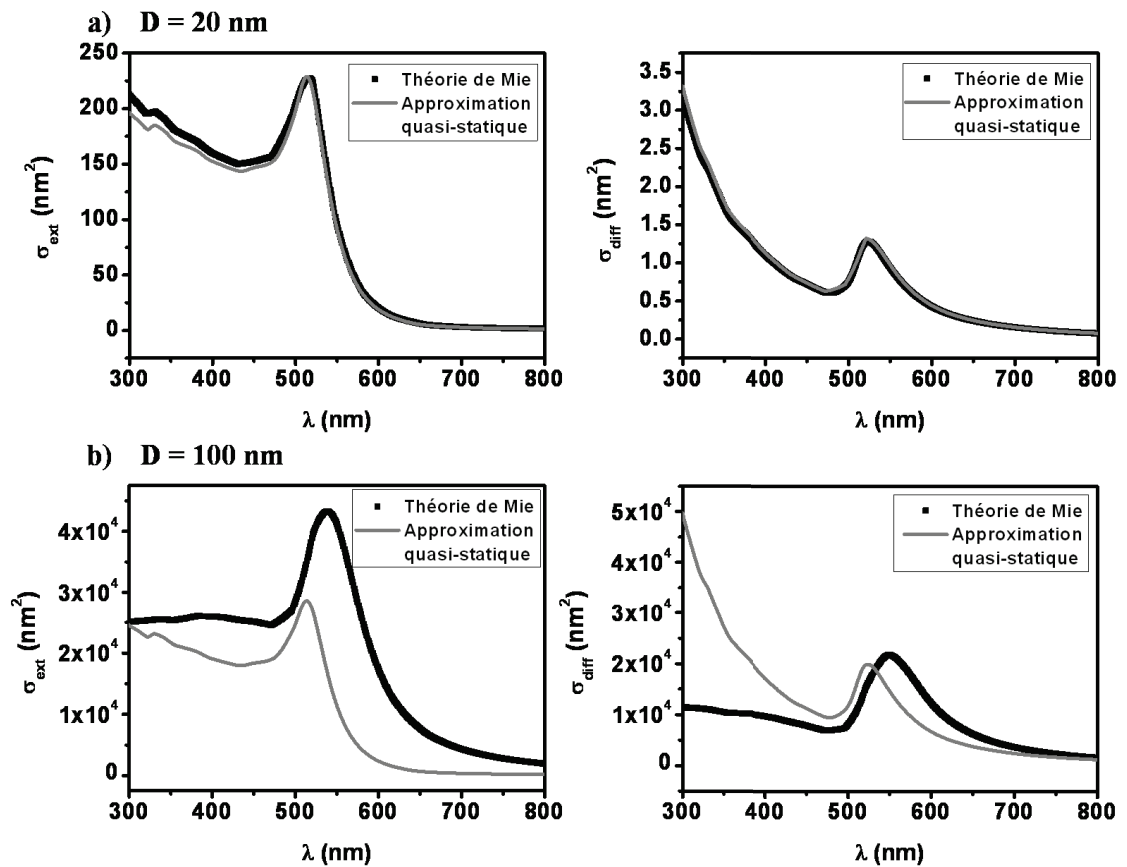 a) D = 20 nm
250
200
150
100
50
0
σext (nm²)
300 400 500 600 700 800
λ (nm)
Théorie de Mie
Approximation
quasi-statique
3.5
3.0
2.5
2.0
1.5
1.0
0.5
0.0
σdiff (nm²)
300 400 500 600 700 800
λ (nm)
Théorie de Mie
Approximation
quasi-statique
b) D = 100 nm
4x10⁴
3x10⁴
2x10⁴
1x10⁴
0
σext (nm²)
300 400 500 600 700 800
λ (nm)
Théorie de Mie
Approximation
quasi-statique
5x10⁴
4x10⁴
3x10⁴
2x10⁴
1x10⁴
0
σdiff (nm²)
300 400 500 600 700 800
λ (nm)
Théorie de Mie
Approximation
quasi-statique